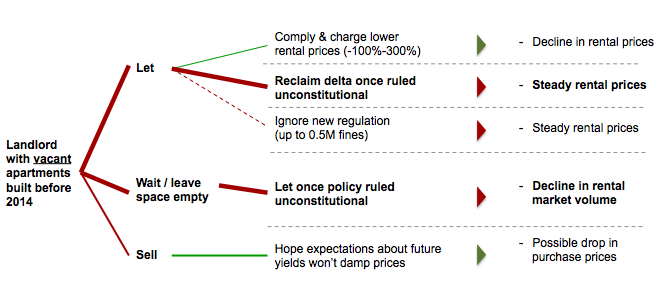 Comply & charge lower
rental prices (-100%-300%)
- Decline in rental prices
Let
Reclaim delta once ruled
unconstitutional
- Steady rental prices
Ignore new regulation
(up to 0.5M fines)
- Steady rental prices
Landlord
with vacant
apartments
built before
2014
Wait / leave
space empty
Let once policy ruled
unconstitutional
- Decline in rental
market volume
Sell
Hope expectations about future
yields won't damp prices
- Possible drop in
purchase prices